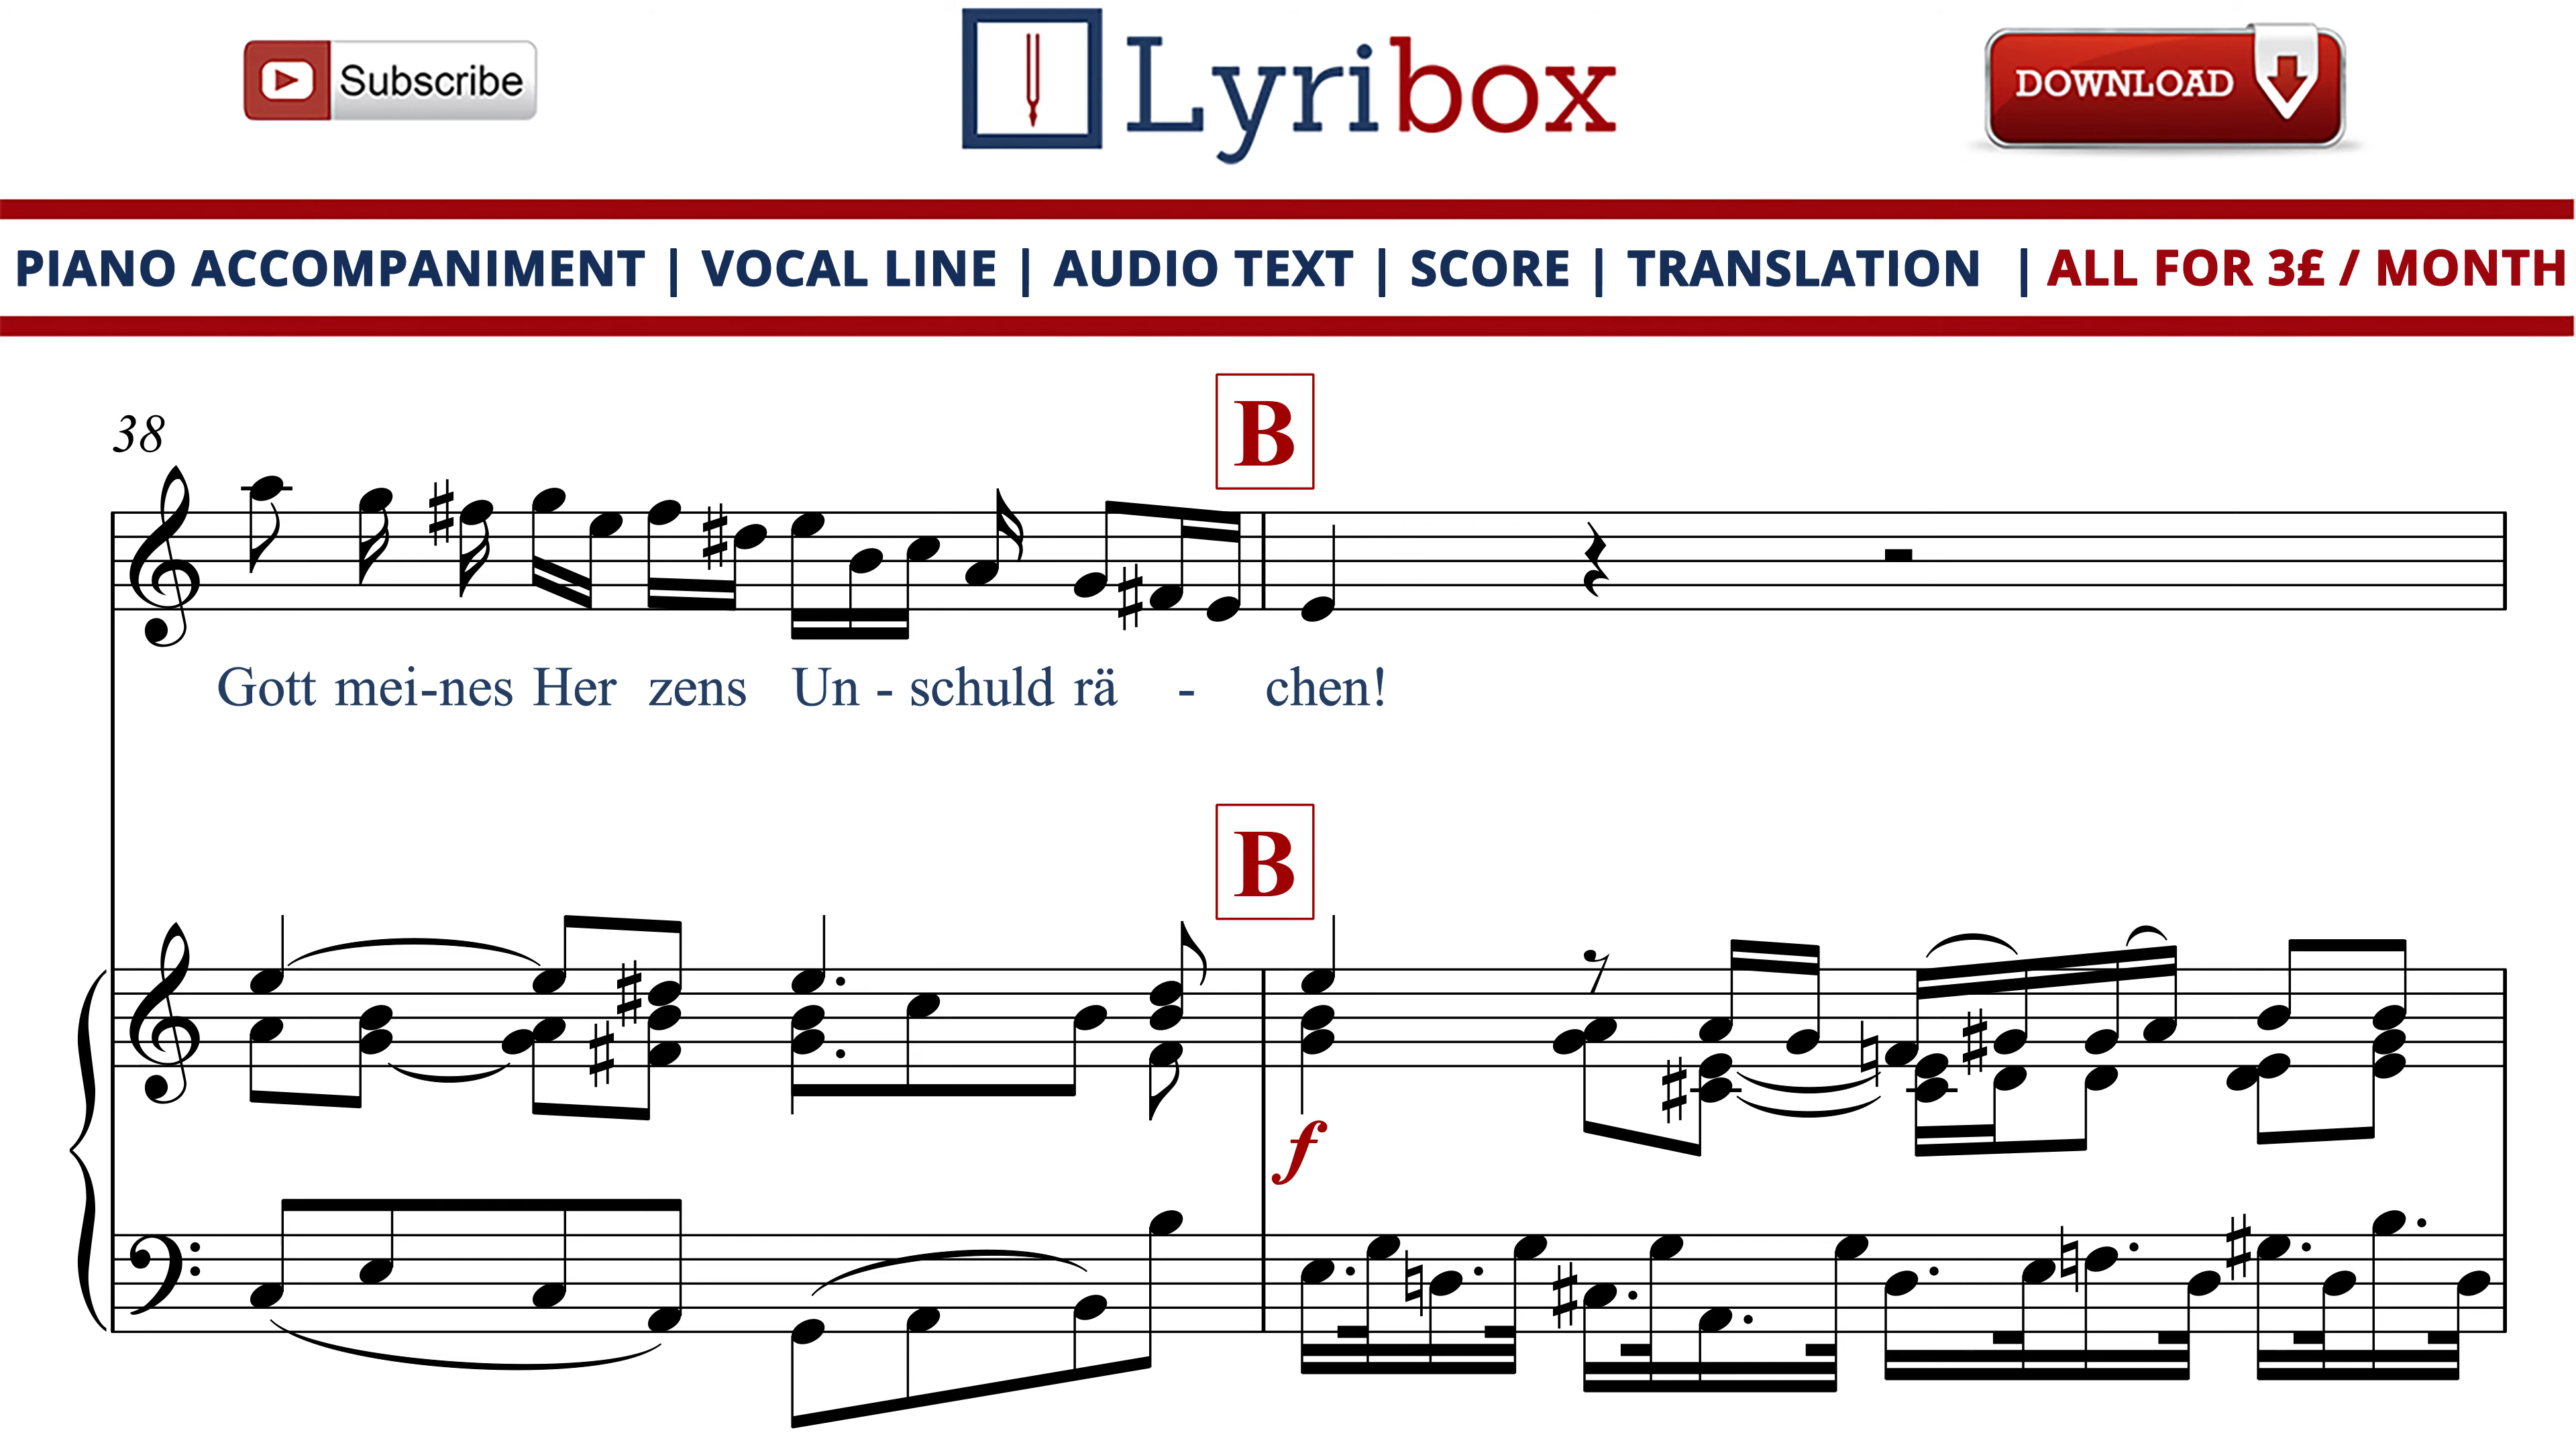 Subscribe Lyribox DOWNLOAD
PIANO ACCOMPANIMENT | VOCAL LINE | AUDIO TEXT | SCORE | TRANSLATION | ALL FOR 3£ / MONTH
B
38
Gott mei-nes Her zens Un - schuld rä - chen!
B
f